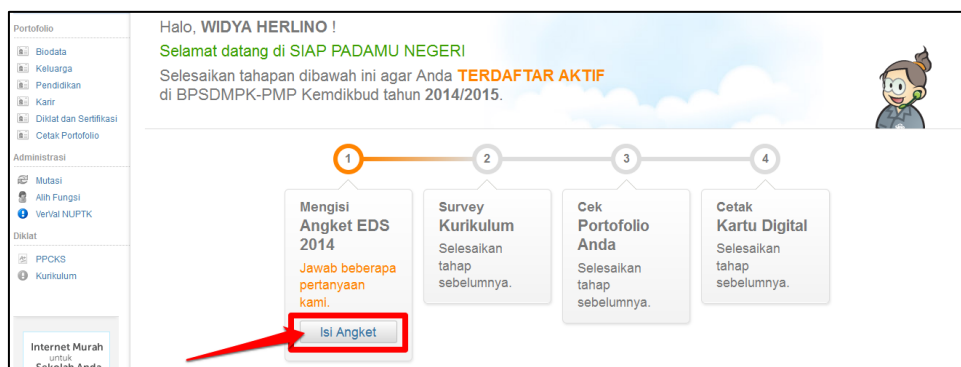 Portofolio
Biodata
Keluarga
Pendidikan
Karir
Diklat dan Sertifikasi
Cetak Portofolio
Administrasi
Mutasi
Alih Fungsi
VerVal NUPTK
Diklat
PPCKS
Kurikulum
Internet Murah
untuk
Sekolah Anda
Halo, WIDYA HERLINO !
Selamat datang di SIAP PADAMU NEGERI
Selesaikan tahapan dibawah ini agar Anda TERDAFTAR AKTIF
di BPSDMPK-PMP Kemdikbud tahun 2014/2015.
1
Mengisi
Angket EDS
2014
Jawab beberapa
pertanyaan
kami.
Isi Angket
2
Survey
Kurikulum
Selesaikan
tahap
sebelumnya.
3
Cek
Portofolio
Anda
Selesaikan
tahap
sebelumnya.
4
Cetak
Kartu Digital
Selesaikan
tahap
sebelumnya.